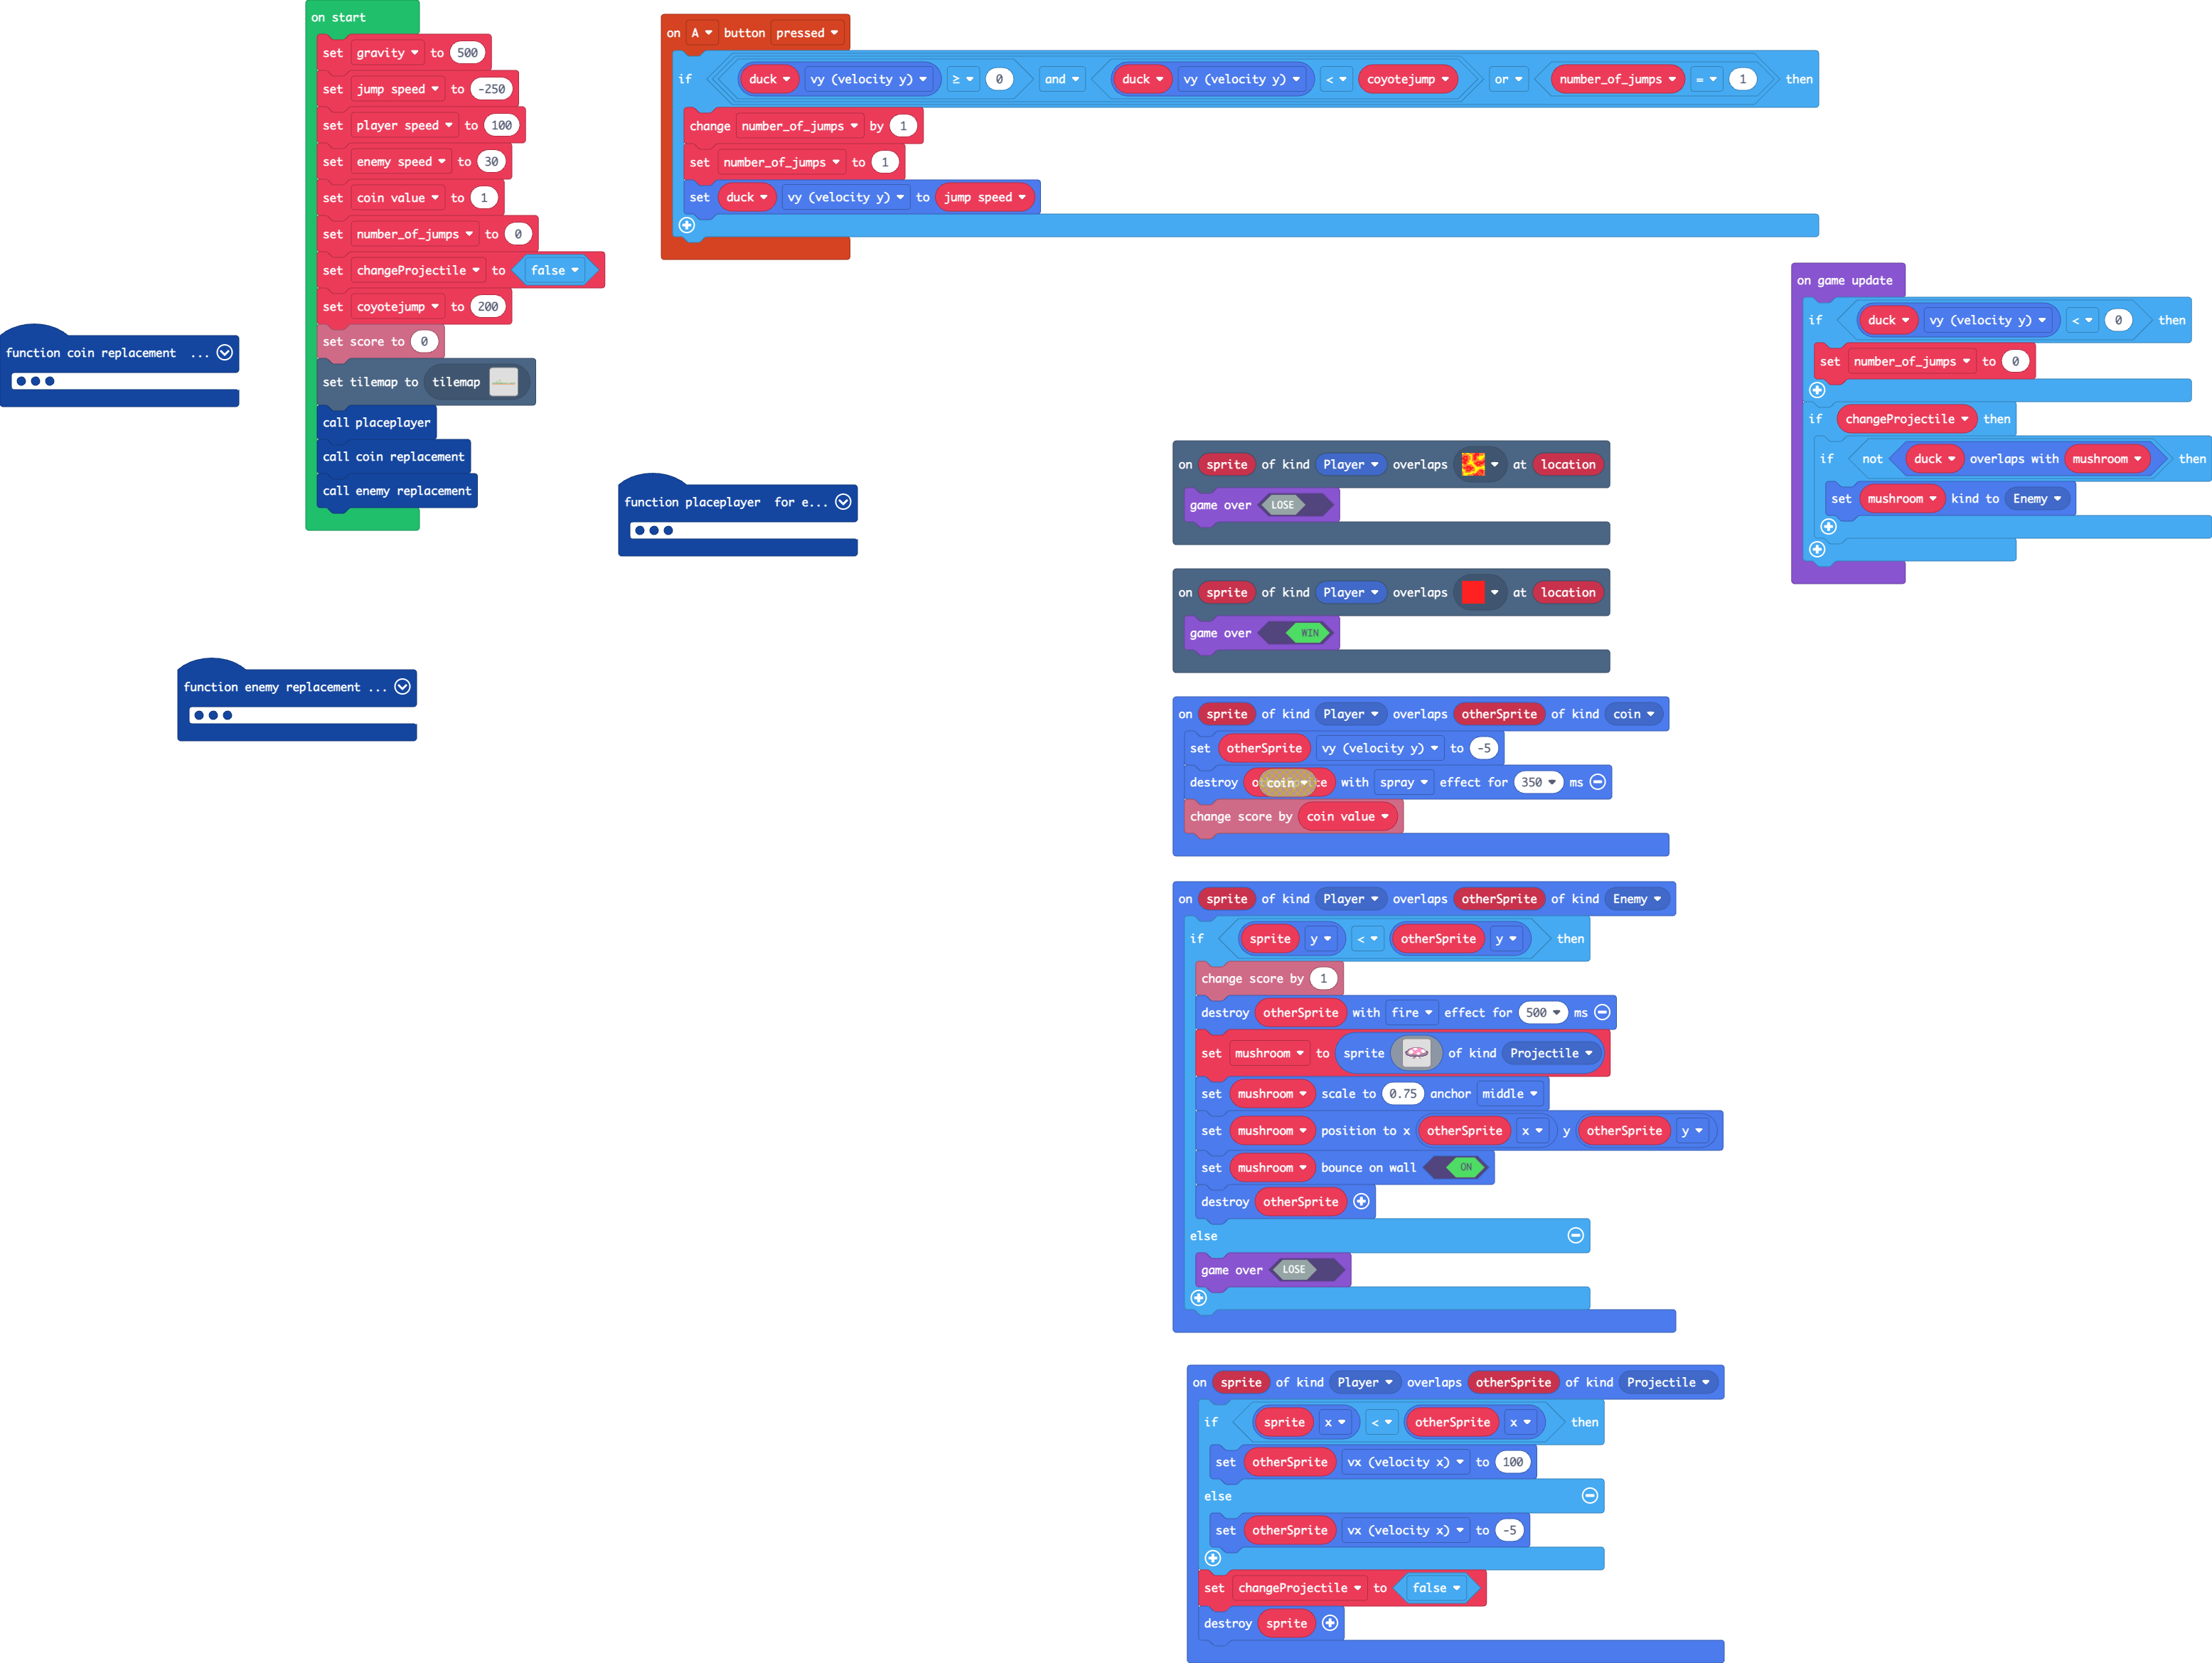 on start
set gravity to 500
set jump speed to -250
set player speed to 100
set enemy speed to 30
set coin value to 1
set number_of_jumps to 0
set changeProjectile to false
set coyotejump to 200
set score to 0
set tilemap to tilemap
call placeplayer
call coin replacement
call enemy replacement
function coin replacement ...
function placeplayer for e...
function enemy replacement ...
on A button pressed
if duck vy (velocity y) ≥ 0 and duck vy (velocity y) < coyotejump or number_of_jumps = 1 then
change number_of_jumps by 1
set number_of_jumps to 1
set duck vy (velocity y) to jump speed
on game update
if duck vy (velocity y) < 0 then
set number_of_jumps to 0
if changeProjectile then
if not duck overlaps with mushroom then
set mushroom kind to Enemy
on sprite of kind Player overlaps at location
game over LOSE
on sprite of kind Player overlaps at location
game over WIN
on sprite of kind Player overlaps otherSprite of kind coin
set otherSprite vy (velocity y) to -5
destroy coin with spray effect for 350 ms
change score by coin value
on sprite of kind Player overlaps otherSprite of kind Enemy
if sprite y < otherSprite y then
change score by 1
destroy otherSprite with fire effect for 500 ms
set mushroom to sprite of kind Projectile
set mushroom scale to 0.75 anchor middle
set mushroom position to x otherSprite x y otherSprite y
set mushroom bounce on wall ON
destroy otherSprite
else
game over LOSE
on sprite of kind Player overlaps otherSprite of kind Projectile
if sprite x < otherSprite x then
set otherSprite vx (velocity x) to 100
else
set otherSprite vx (velocity x) to -5
set changeProjectile to false
destroy sprite